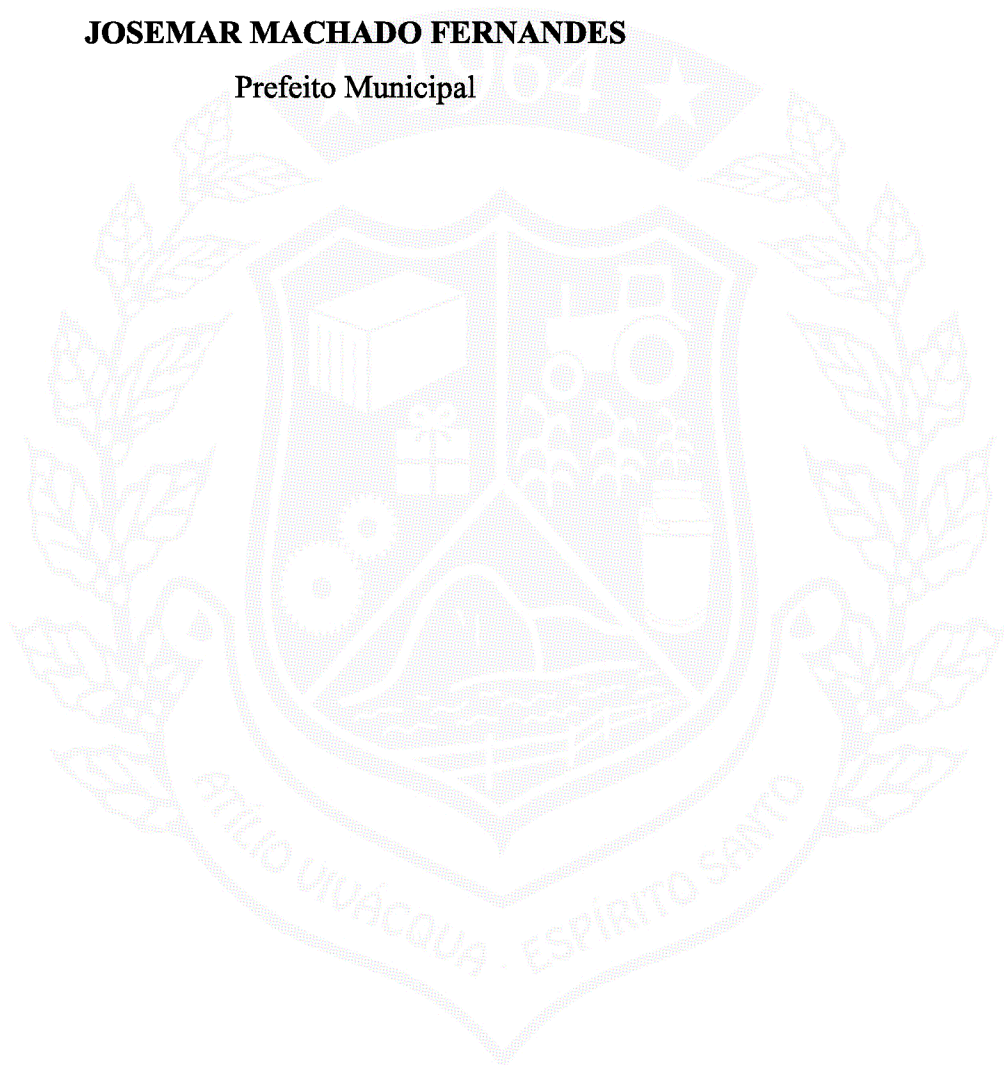 JOSEMAR MACHADO FERNANDES
Prefeito Municipal
1964
ATÍLIO VIVÁCQUA - ESPÍRITO SANTO